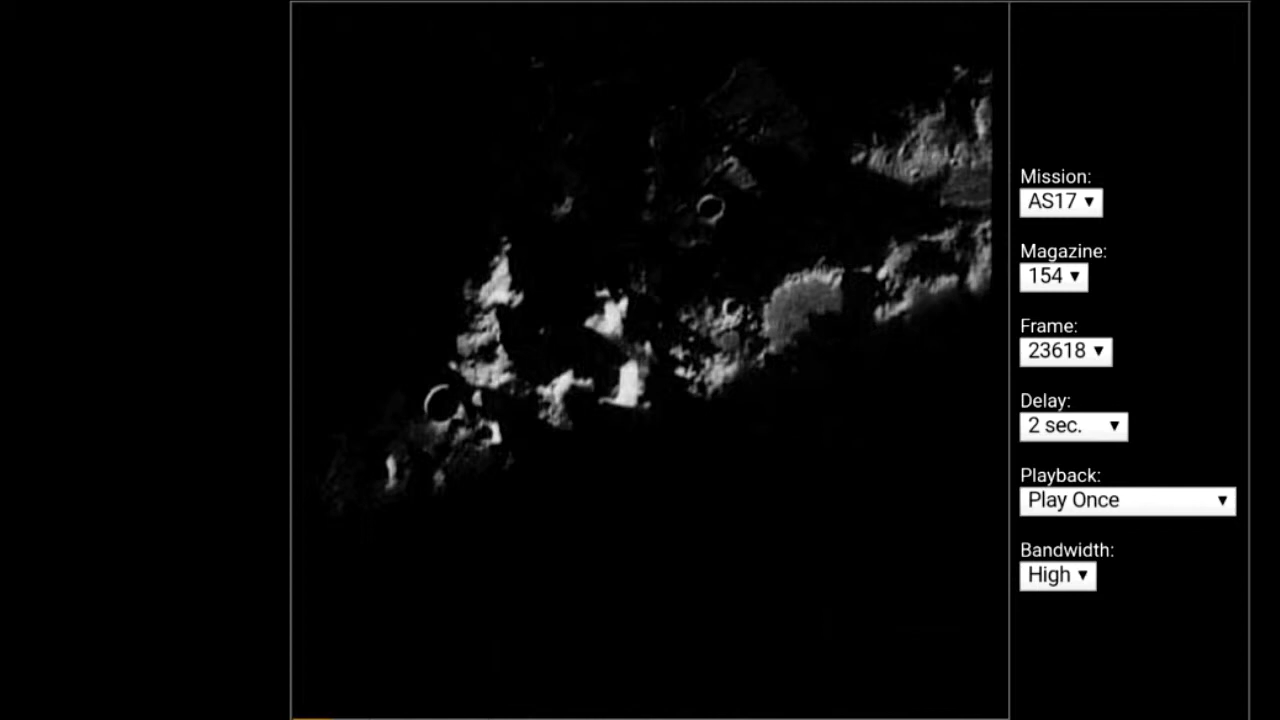 Mission:
AS17
Magazine:
154
Frame:
23618
Delay:
2 sec.
Playback:
Play Once
Bandwidth:
High